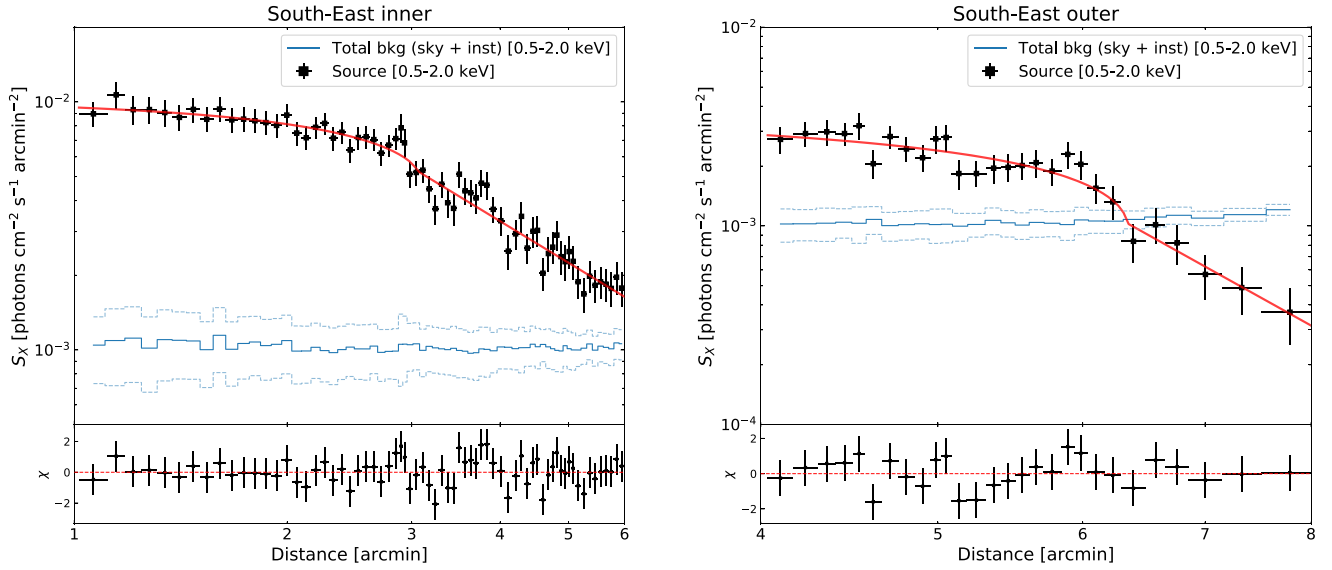 South-East inner
Total bkg (sky + inst) [0.5-2.0 keV]
Source [0.5-2.0 keV]
S_X [photons cm⁻² s⁻¹ arcmin⁻²]
10⁻²
10⁻³
χ
2
0
−2
1 2 3 4 5 6
Distance [arcmin]
South-East outer
Total bkg (sky + inst) [0.5-2.0 keV]
Source [0.5-2.0 keV]
S_X [photons cm⁻² s⁻¹ arcmin⁻²]
10⁻²
10⁻³
10⁻⁴
χ
2
0
−2
4 5 6 7 8
Distance [arcmin]